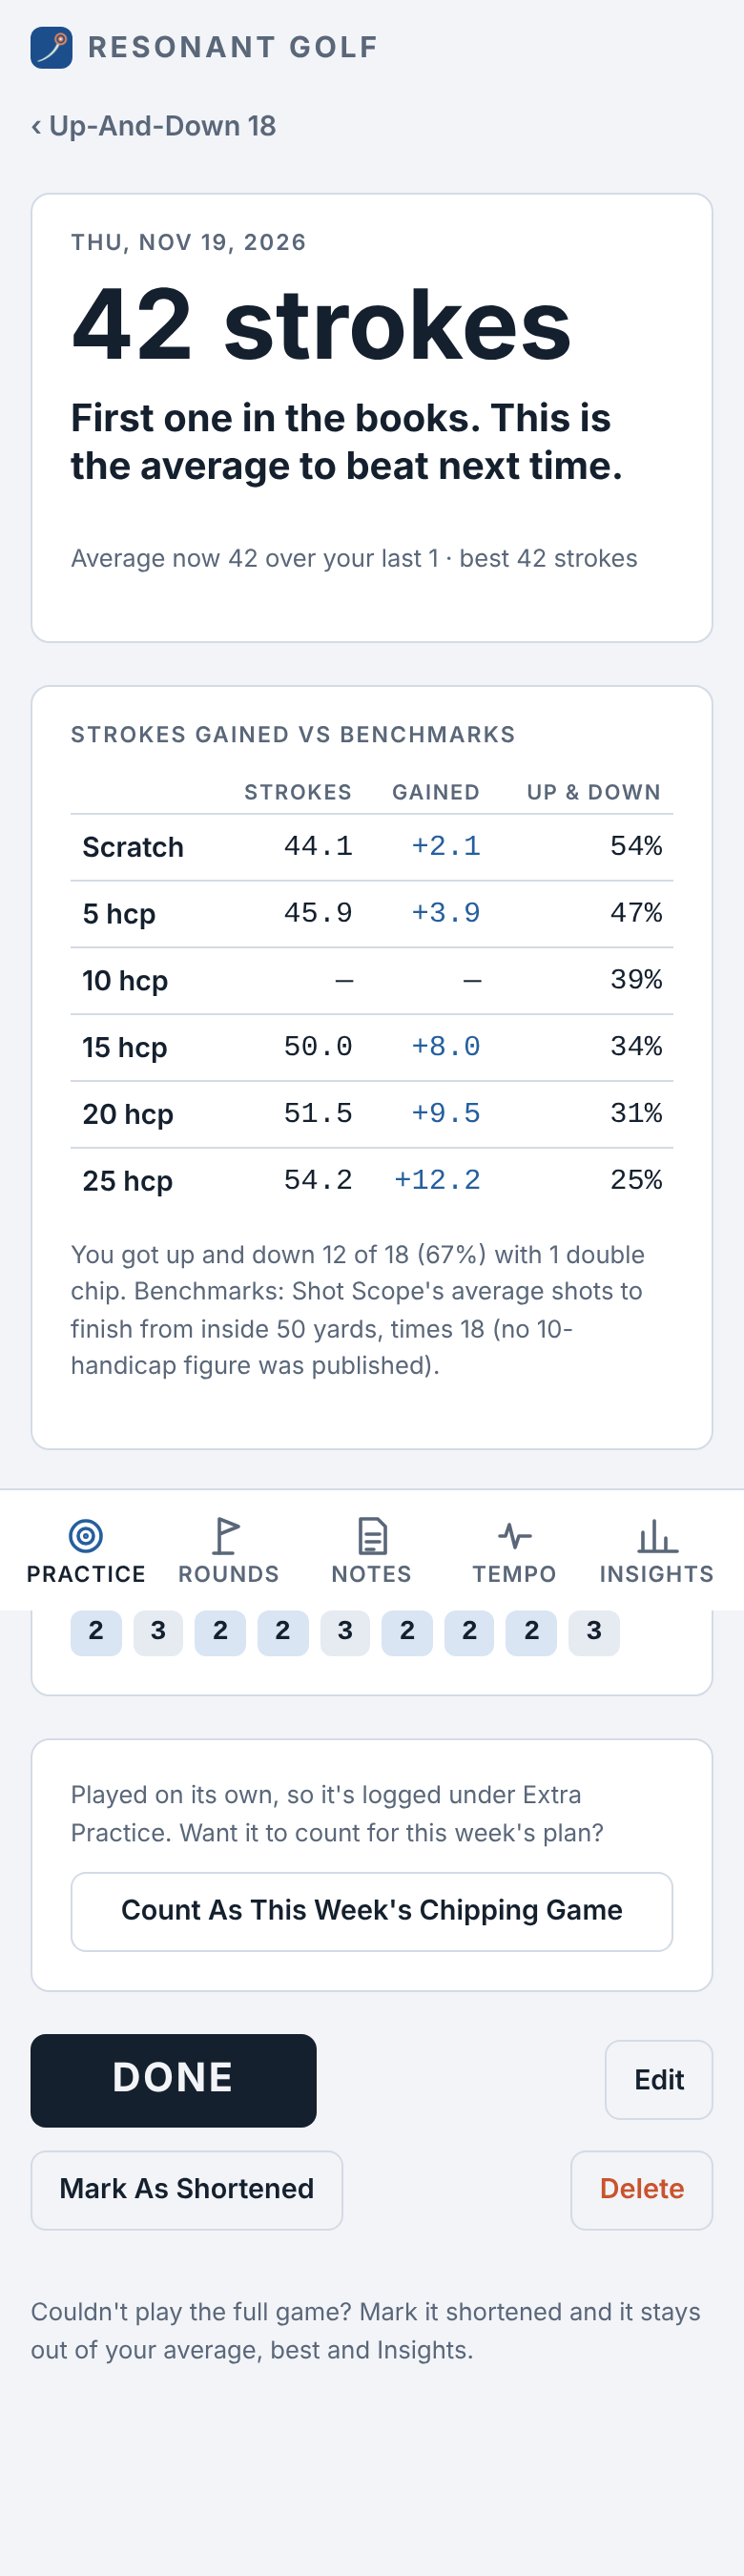 RESONANT GOLF
‹ Up-And-Down 18
THU, NOV 19, 2026
42 strokes
First one in the books. This is
the average to beat next time.
Average now 42 over your last 1 · best 42 strokes
STROKES GAINED VS BENCHMARKS
STROKES GAINED UP & DOWN
Scratch 44.1 +2.1 54%
5 hcp 45.9 +3.9 47%
10 hcp — — 39%
15 hcp 50.0 +8.0 34%
20 hcp 51.5 +9.5 31%
25 hcp 54.2 +12.2 25%
You got up and down 12 of 18 (67%) with 1 double
chip. Benchmarks: Shot Scope's average shots to
finish from inside 50 yards, times 18 (no 10-
handicap figure was published).
PRACTICE ROUNDS NOTES TEMPO INSIGHTS
2 3 2 2 3 2 2 2 3
Played on its own, so it's logged under Extra
Practice. Want it to count for this week's plan?
Count As This Week's Chipping Game
DONE Edit
Mark As Shortened Delete
Couldn't play the full game? Mark it shortened and it stays
out of your average, best and Insights.